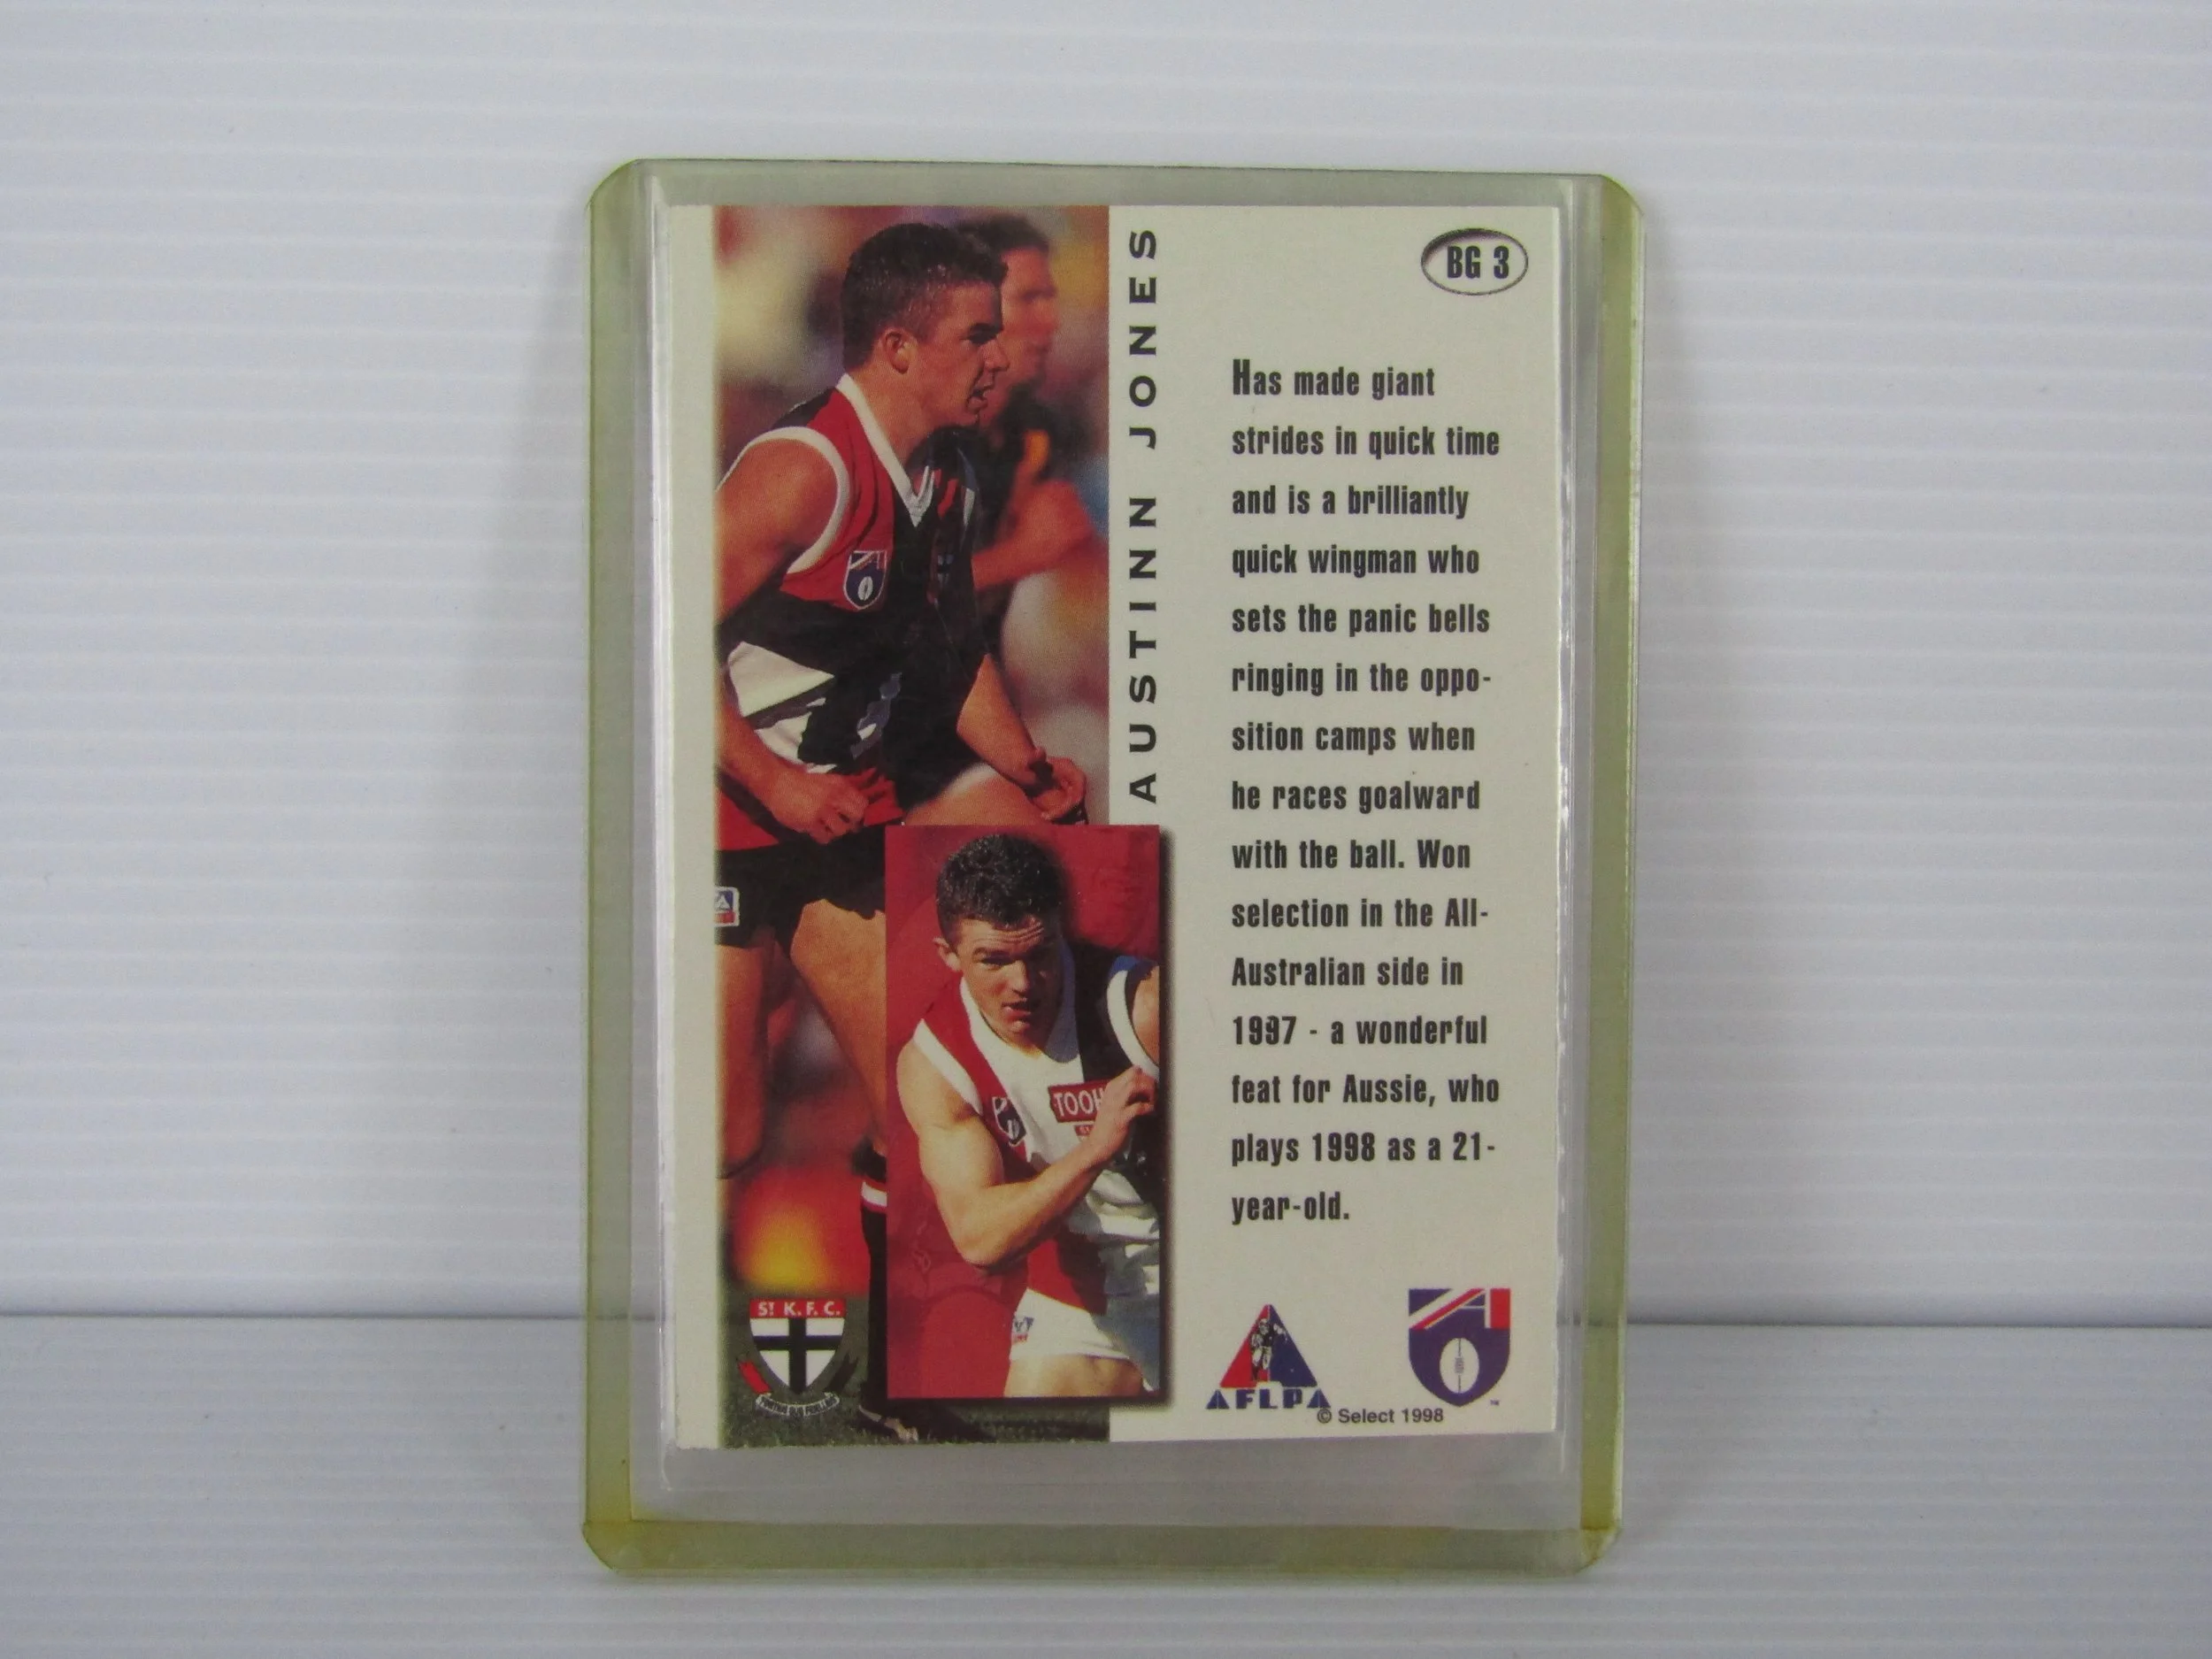 AUSTINN JONES
BG 3
Has made giant
strides in quick time
and is a brilliantly
quick wingman who
sets the panic bells
ringing in the oppo-
sition camps when
he races goalward
with the ball. Won
selection in the All-
Australian side in
1997 - a wonderful
feat for Aussie, who
plays 1998 as a 21-
year-old.
TOOH
ST K.F.C.
AFLPA
© Select 1998
TM